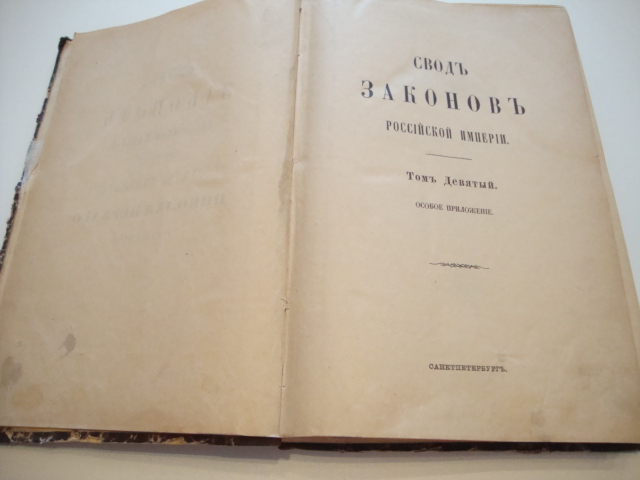 СВОДЪ
ЗАКОНОВЪ
РОССІЙСКОЙ ИМПЕРІИ.
Томъ Девятый.
ОСОБОЕ ПРИЛОЖЕНІЕ.
САНКТПЕТЕРБУРГЪ.